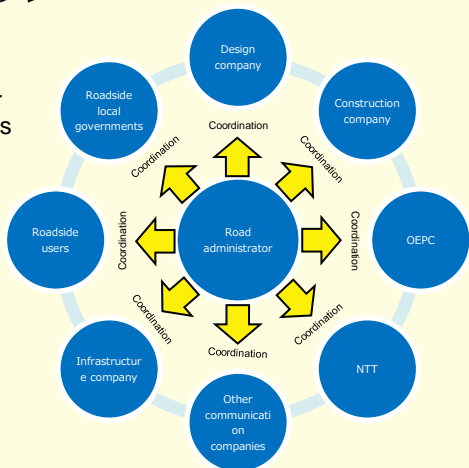 Design
company
Roadside
local
governments
s
Coordination
Construction
company
Coordination
Coordination
Roadside
users
Coordination
Road
administrator
Coordination
OEPC
Coordination
Coordination
Coordination
Infrastructur
e company
NTT
Other
communicati
on
companies